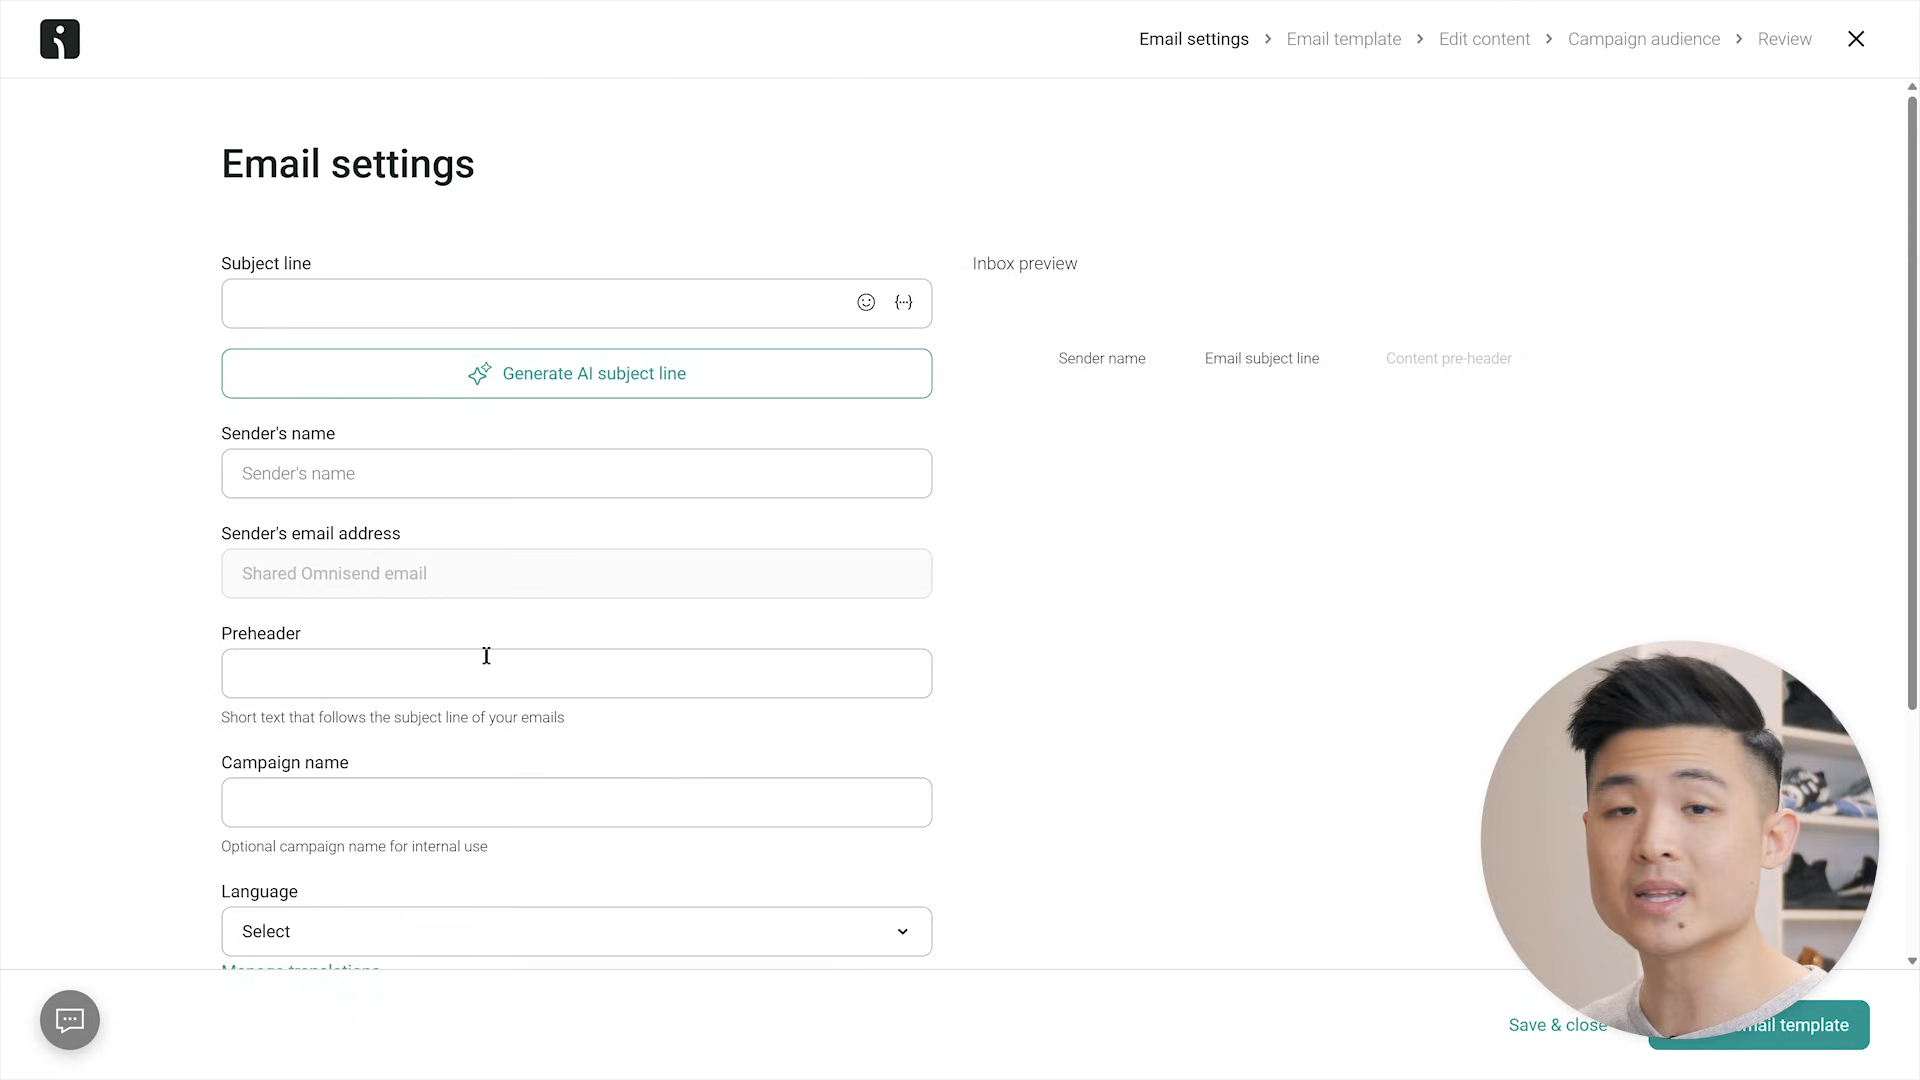 Email settings > Email template > Edit content > Campaign audience > Review
Email settings
Subject line
Generate AI subject line
Sender's name
Sender's name
Sender's email address
Shared Omnisend email
Preheader
Short text that follows the subject line of your emails
Campaign name
Optional campaign name for internal use
Language
Select
Manage translations
Inbox preview
Sender name Email subject line Content pre-header
Save & close
template